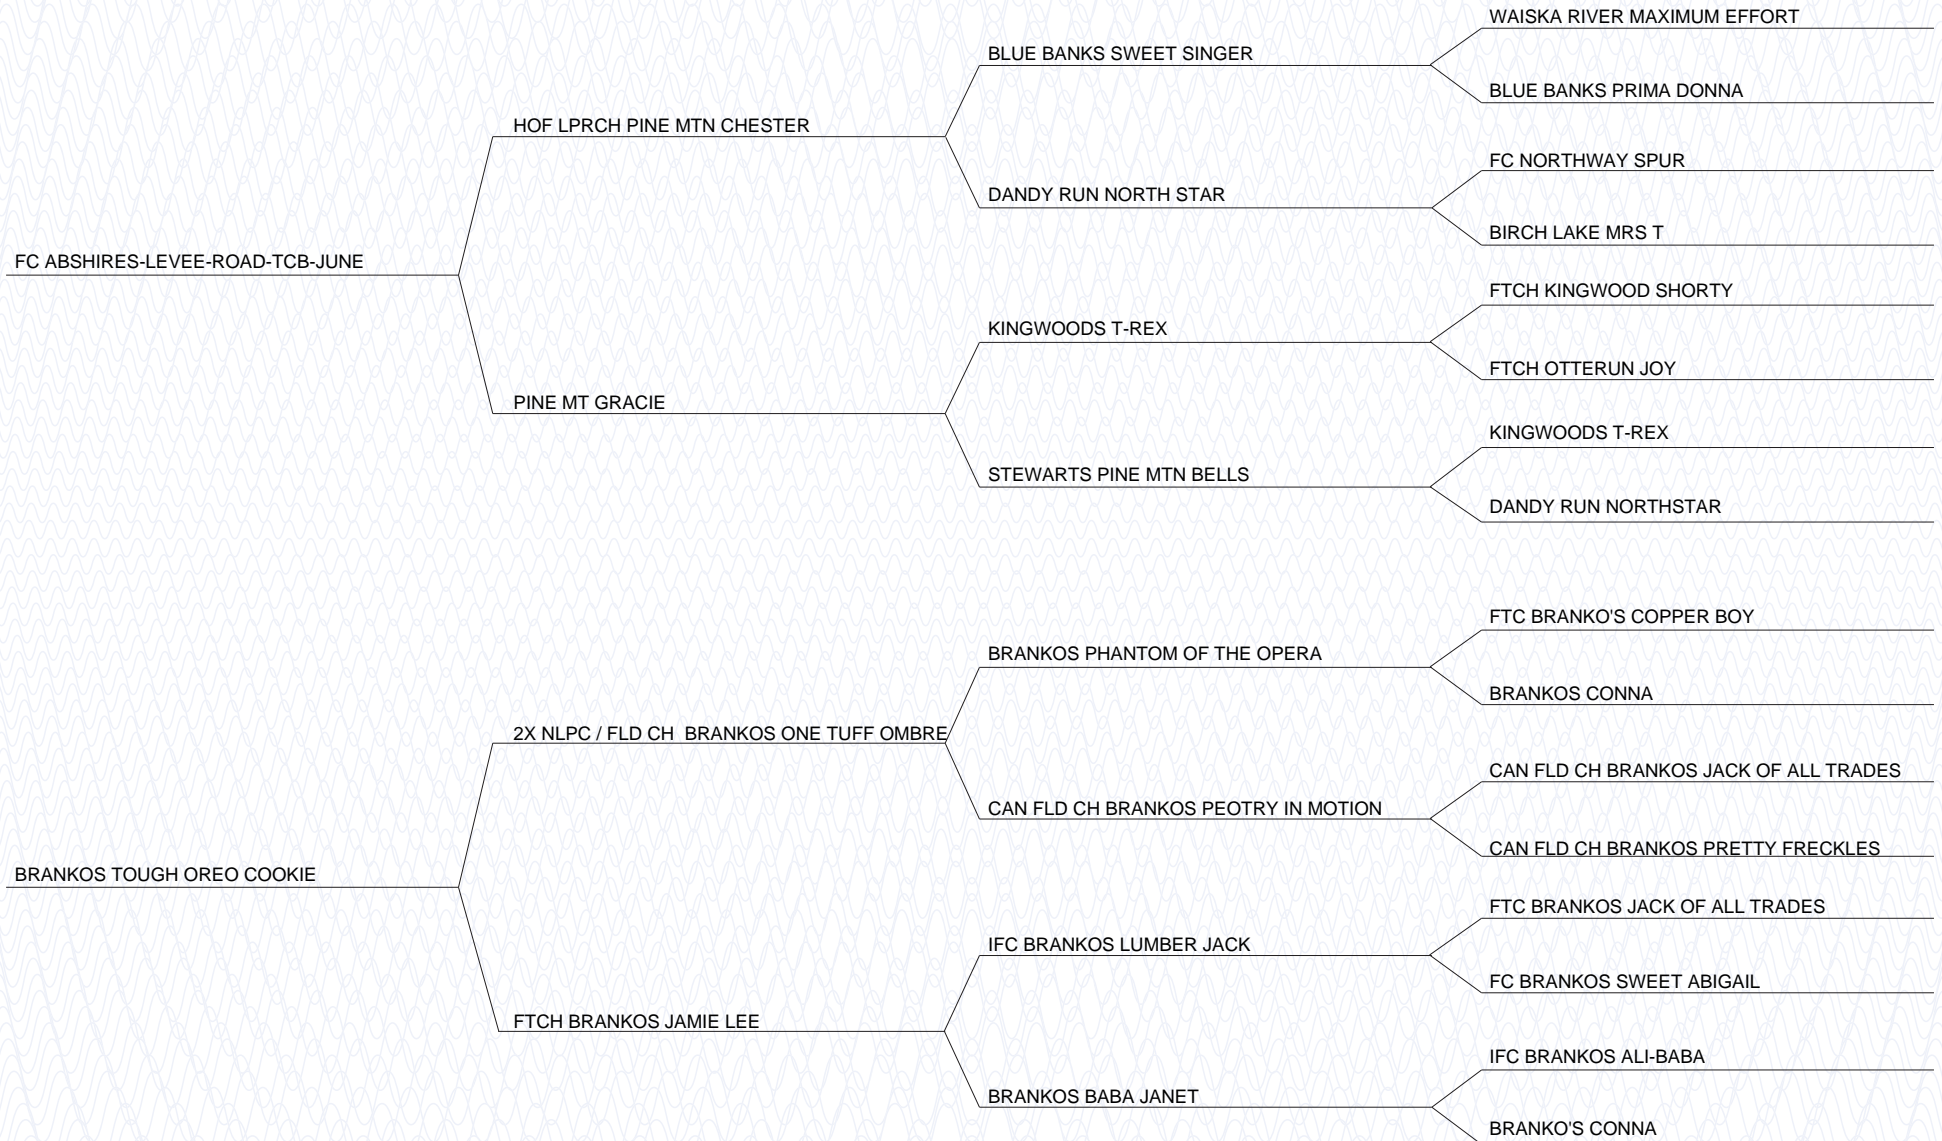 WAISKA RIVER MAXIMUM EFFORT
BLUE BANKS SWEET SINGER
BLUE BANKS PRIMA DONNA
HOF LPRCH PINE MTN CHESTER
FC NORTHWAY SPUR
DANDY RUN NORTH STAR
BIRCH LAKE MRS T
FC ABSHIRES-LEVEE-ROAD-TCB-JUNE
FTCH KINGWOOD SHORTY
KINGWOODS T-REX
FTCH OTTERUN JOY
PINE MT GRACIE
KINGWOODS T-REX
STEWARTS PINE MTN BELLS
DANDY RUN NORTHSTAR
FTC BRANKO'S COPPER BOY
BRANKOS PHANTOM OF THE OPERA
BRANKOS CONNA
2X NLPC / FLD CH  BRANKOS ONE TUFF OMBRE
CAN FLD CH BRANKOS JACK OF ALL TRADES
CAN FLD CH BRANKOS PEOTRY IN MOTION
CAN FLD CH BRANKOS PRETTY FRECKLES
BRANKOS TOUGH OREO COOKIE
FTC BRANKOS JACK OF ALL TRADES
IFC BRANKOS LUMBER JACK
FC BRANKOS SWEET ABIGAIL
FTCH BRANKOS JAMIE LEE
IFC BRANKOS ALI-BABA
BRANKOS BABA JANET
BRANKO'S CONNA